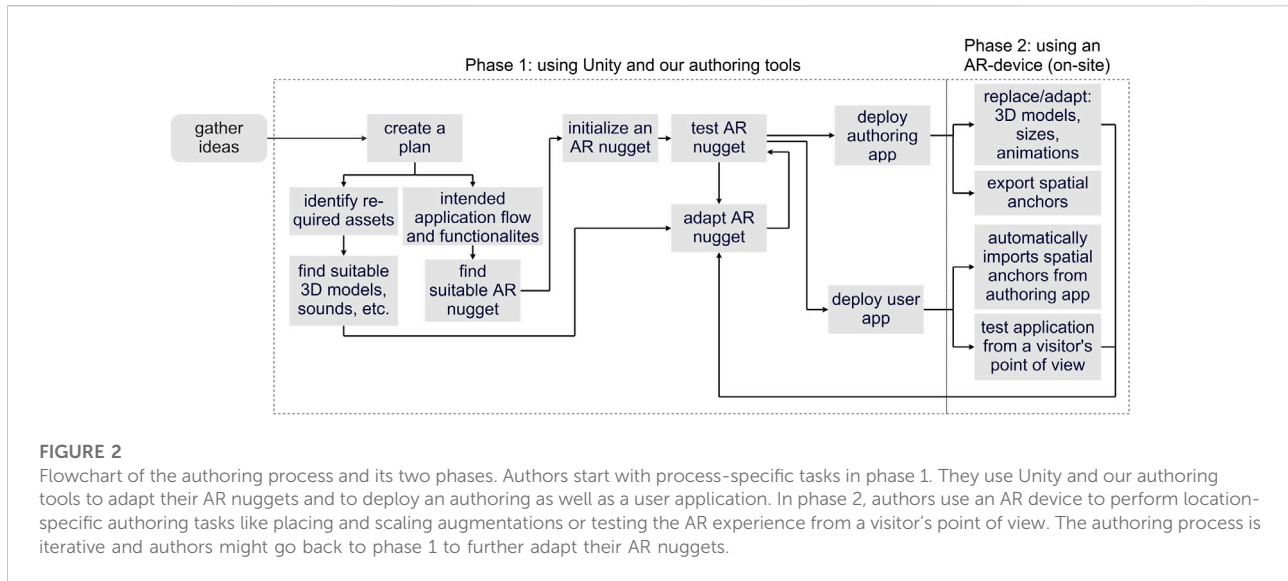 Phase 1: using Unity and our authoring tools
Phase 2: using an
AR-device (on-site)
gather
ideas
create a
plan
identify re-
quired assets
find suitable
3D models,
sounds, etc.
intended
application flow
and functionalites
find
suitable AR
nugget
initialize an
AR nugget
test AR
nugget
adapt AR
nugget
deploy
authoring
app
deploy user
app
replace/adapt:
3D models,
sizes,
animations
export spatial
anchors
automatically
imports spatial
anchors from
authoring app
test application
from a visitor's
point of view
FIGURE 2
Flowchart of the authoring process and its two phases. Authors start with process-specific tasks in phase 1. They use Unity and our authoring
tools to adapt their AR nuggets and to deploy an authoring as well as a user application. In phase 2, authors use an AR device to perform location-
specific authoring tasks like placing and scaling augmentations or testing the AR experience from a visitor’s point of view. The authoring process is
iterative and authors might go back to phase 1 to further adapt their AR nuggets.